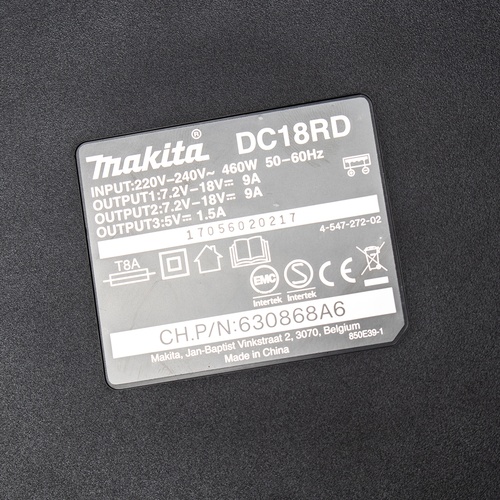 makita® DC18RD
INPUT:220V–240V~ 460W 50–60Hz
OUTPUT1:7.2V–18V⎓ 9A
OUTPUT2:7.2V–18V⎓ 9A
OUTPUT3:5V⎓ 1.5A
17056020217
4-547-272-02
T8A
EMC S CE
Intertek Intertek
CH.P/N:630868A6
Makita, Jan-Baptist Vinkstraat 2, 3070, Belgium
850E39-1
Made in China